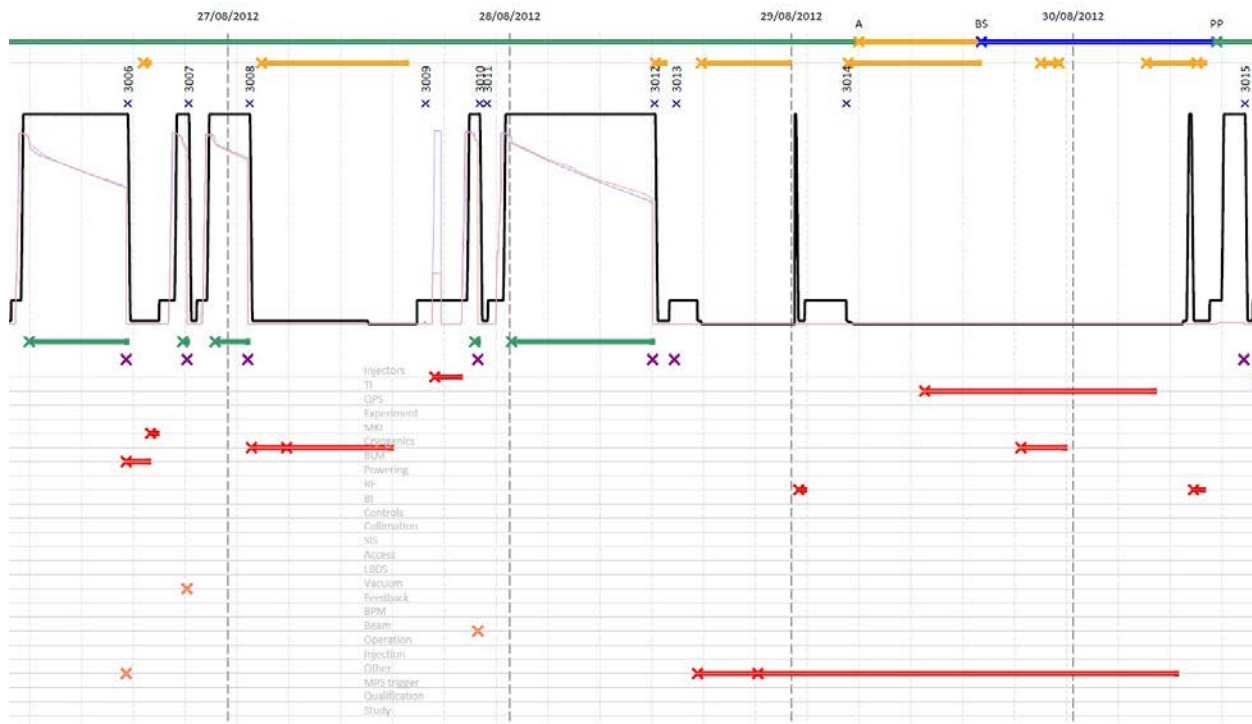 27/08/2012 28/08/2012 29/08/2012 30/08/2012
A BS PP
3006 3007 3008 3009 3010 3011 3012 3013 3014 3015
Injectors
TI
QPS
Experiment
MKI
Cryogenics
BLM
Powering
RF
BI
Controls
Collimation
SIS
Access
LBDS
Vacuum
Feedback
BPM
Beam
Operation
Injection
Other
MPS trigger
Qualification
Study